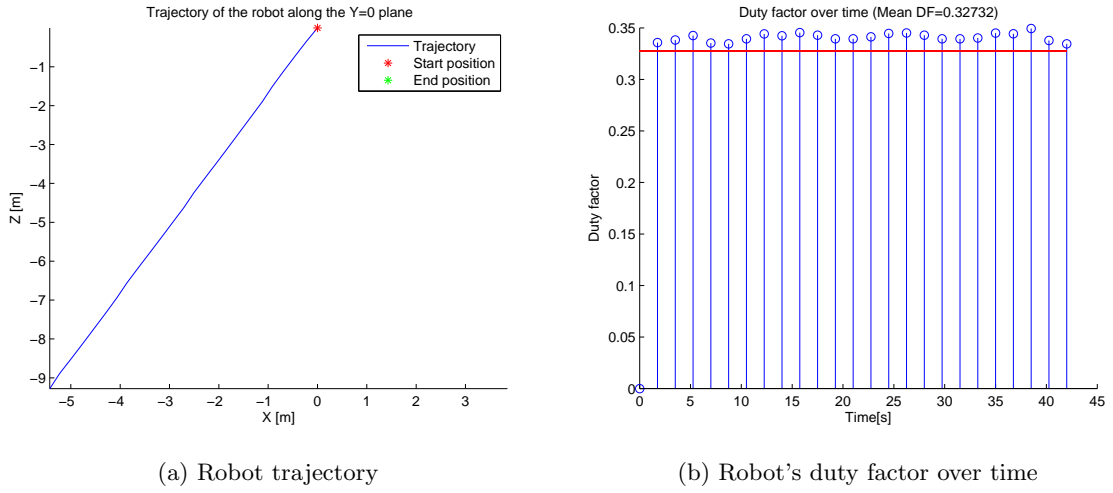 Trajectory of the robot along the Y=0 plane
Trajectory
Start position
End position
−1
−2
−3
−4
−5
−6
−7
−8
−9
Z [m]
−5 −4 −3 −2 −1 0 1 2 3
X [m]
(a) Robot trajectory
Duty factor over time (Mean DF=0.32732)
0.35
0.3
0.25
0.2
0.15
0.1
0.05
0
Duty factor
0 5 10 15 20 25 30 35 40 45
Time[s]
(b) Robot's duty factor over time